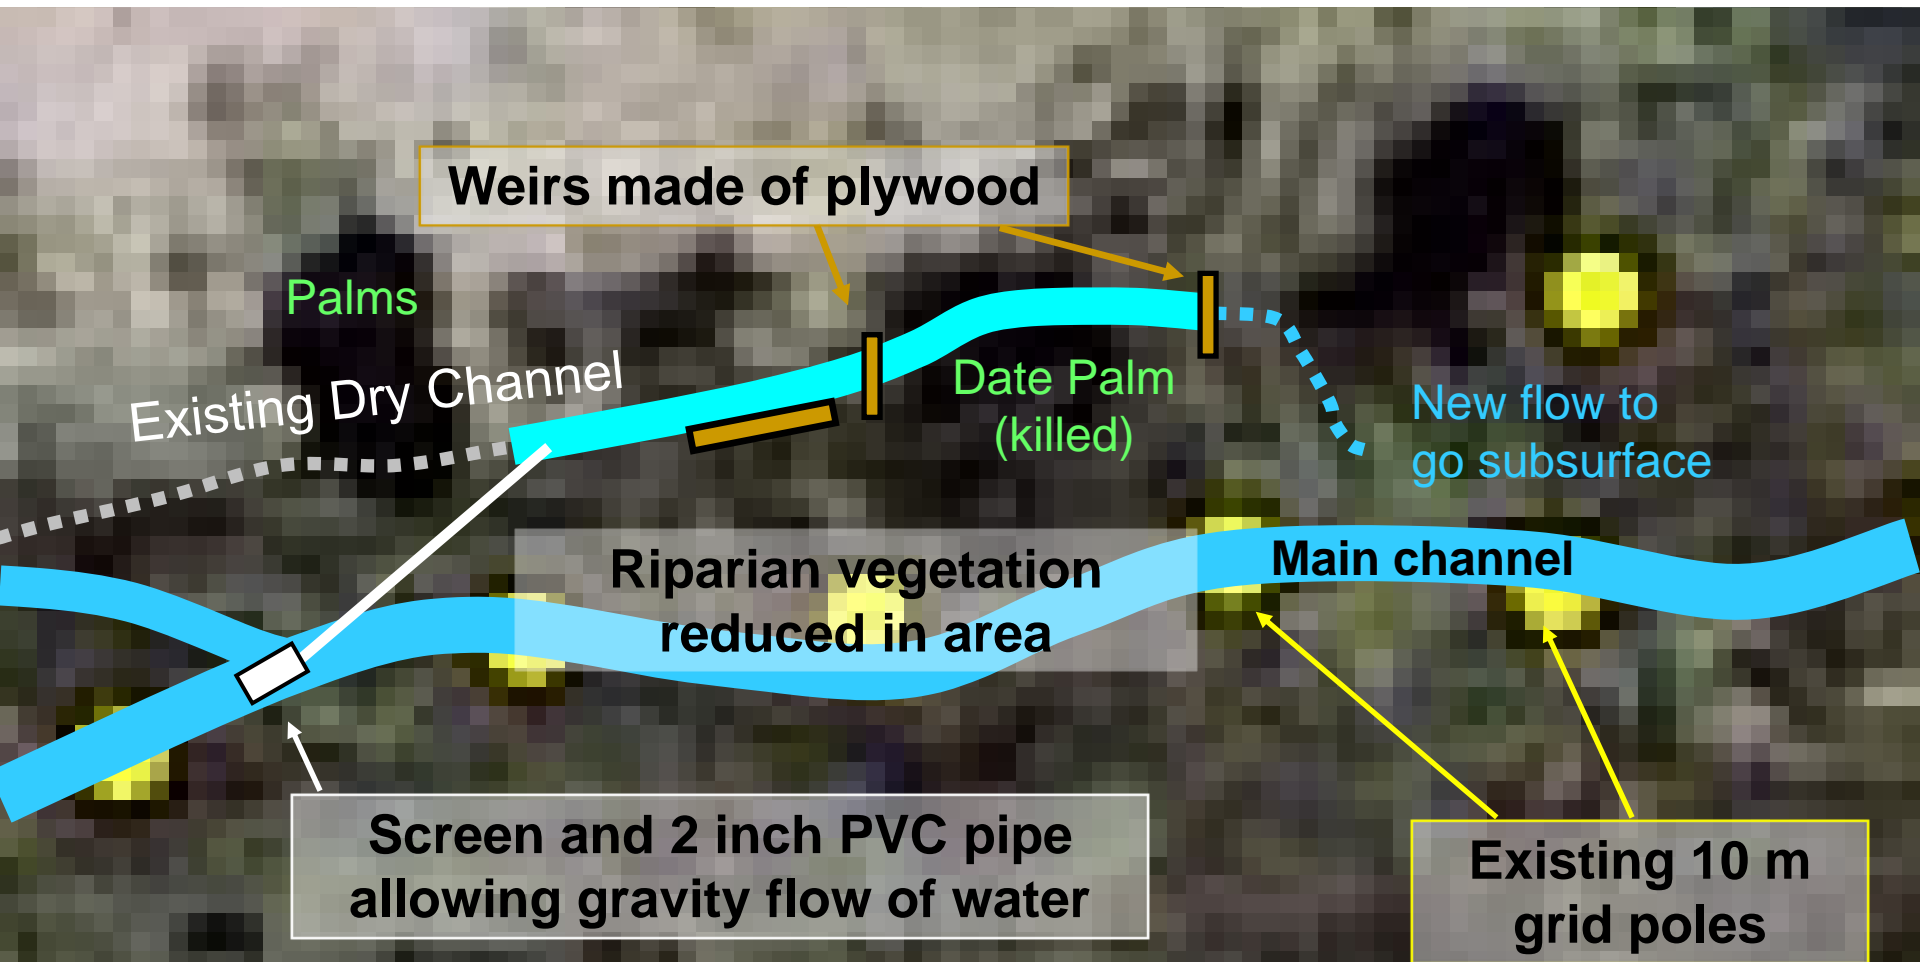 Weirs made of plywood
Palms
Existing Dry Channel
Date Palm
(killed)
New flow to
go subsurface
Riparian vegetation
reduced in area
Main channel
Screen and 2 inch PVC pipe
allowing gravity flow of water
Existing 10 m
grid poles